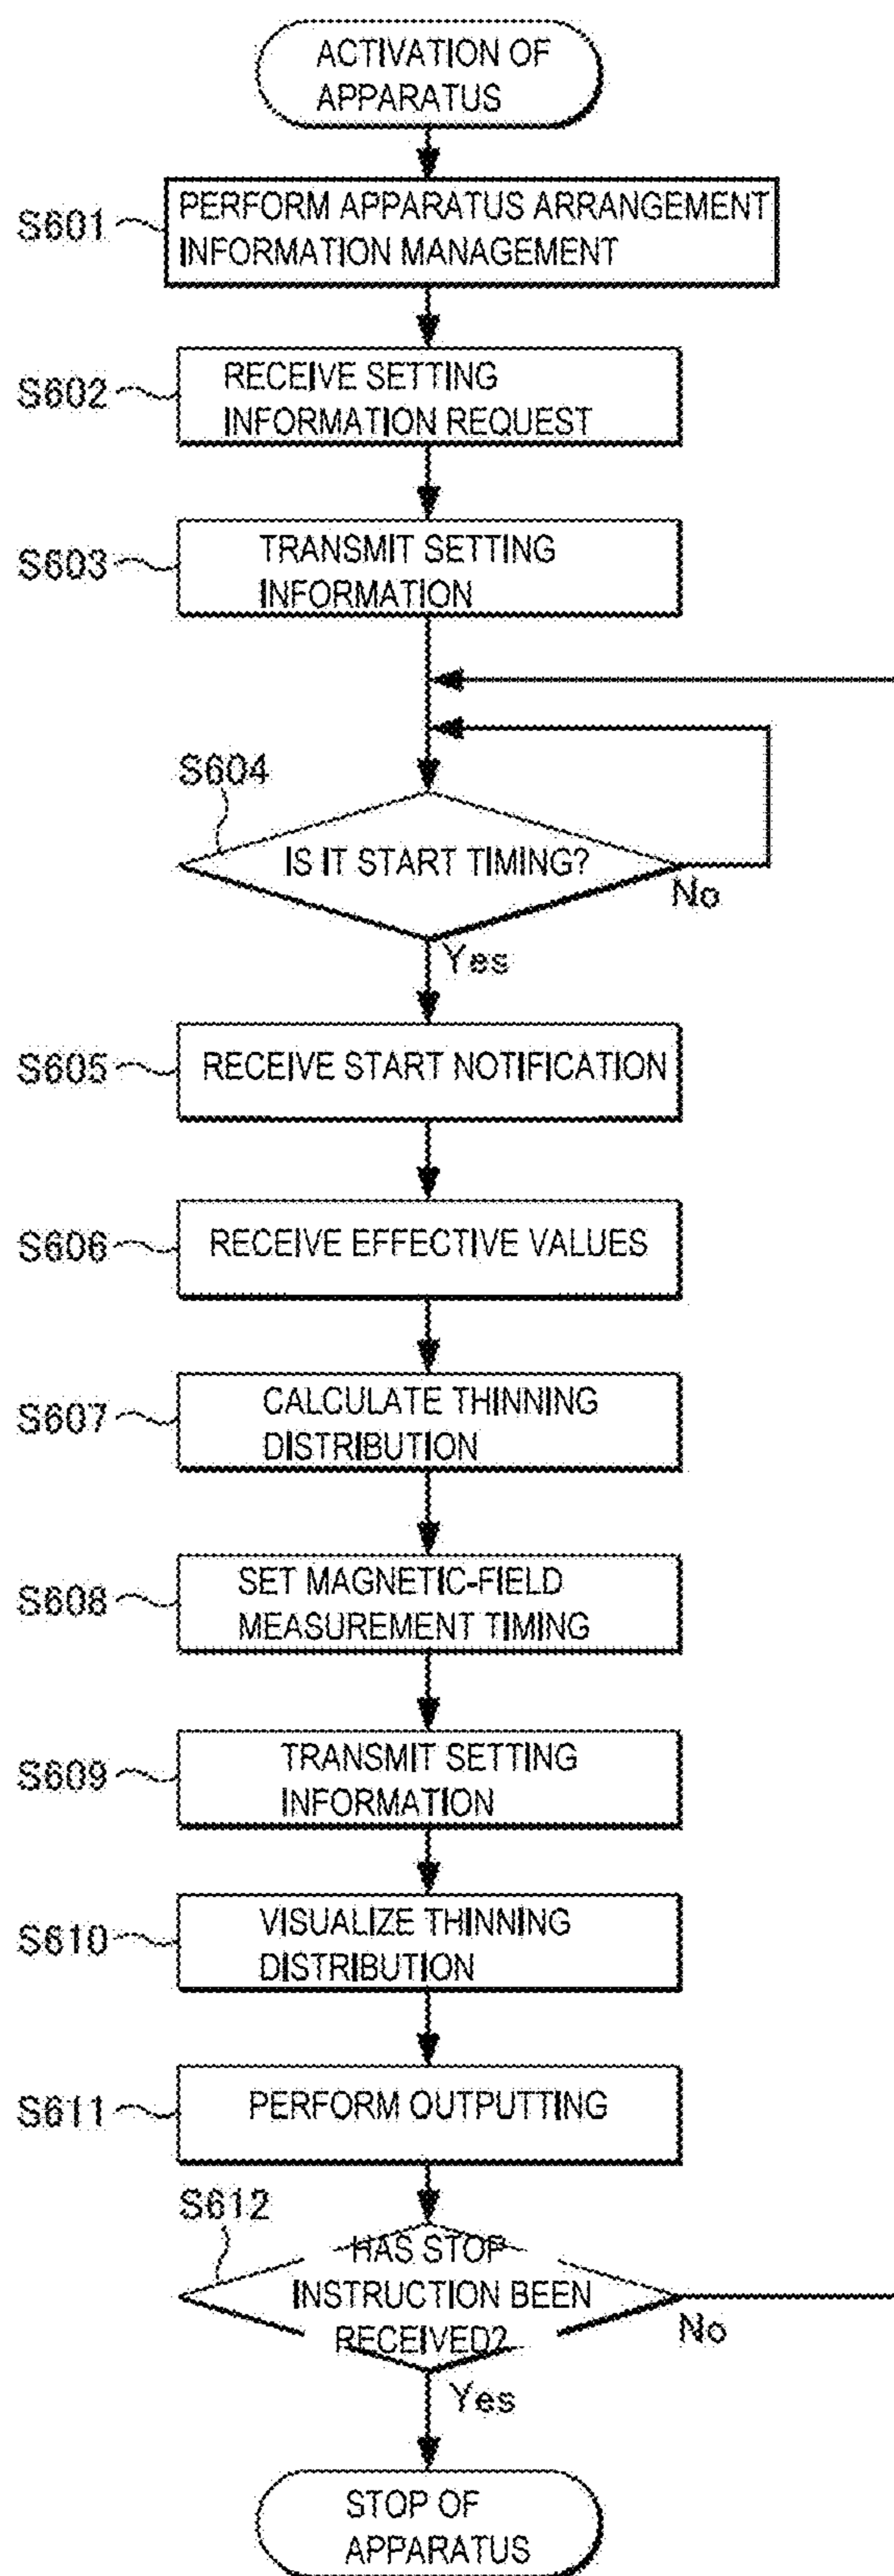 ACTIVATION OF
APPARATUS
S601
PERFORM APPARATUS ARRANGEMENT
INFORMATION MANAGEMENT
S602
RECEIVE SETTING
INFORMATION REQUEST
S603
TRANSMIT SETTING
INFORMATION
S604
IS IT START TIMING?
No
Yes
S605
RECEIVE START NOTIFICATION
S606
RECEIVE EFFECTIVE VALUES
S607
CALCULATE THINNING
DISTRIBUTION
S608
SET MAGNETIC-FIELD
MEASUREMENT TIMING
S609
TRANSMIT SETTING
INFORMATION
S610
VISUALIZE THINNING
DISTRIBUTION
S611
PERFORM OUTPUTTING
S612
HAS STOP
INSTRUCTION BEEN
RECEIVED?
No
Yes
STOP OF
APPARATUS